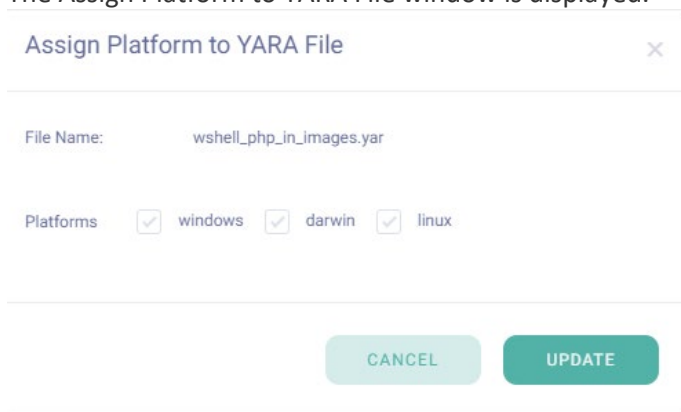 The Assign Platform to YARA File window is displayed.
Assign Platform to YARA File
File Name: wshell_php_in_images.yar
Platforms windows darwin linux
CANCEL UPDATE